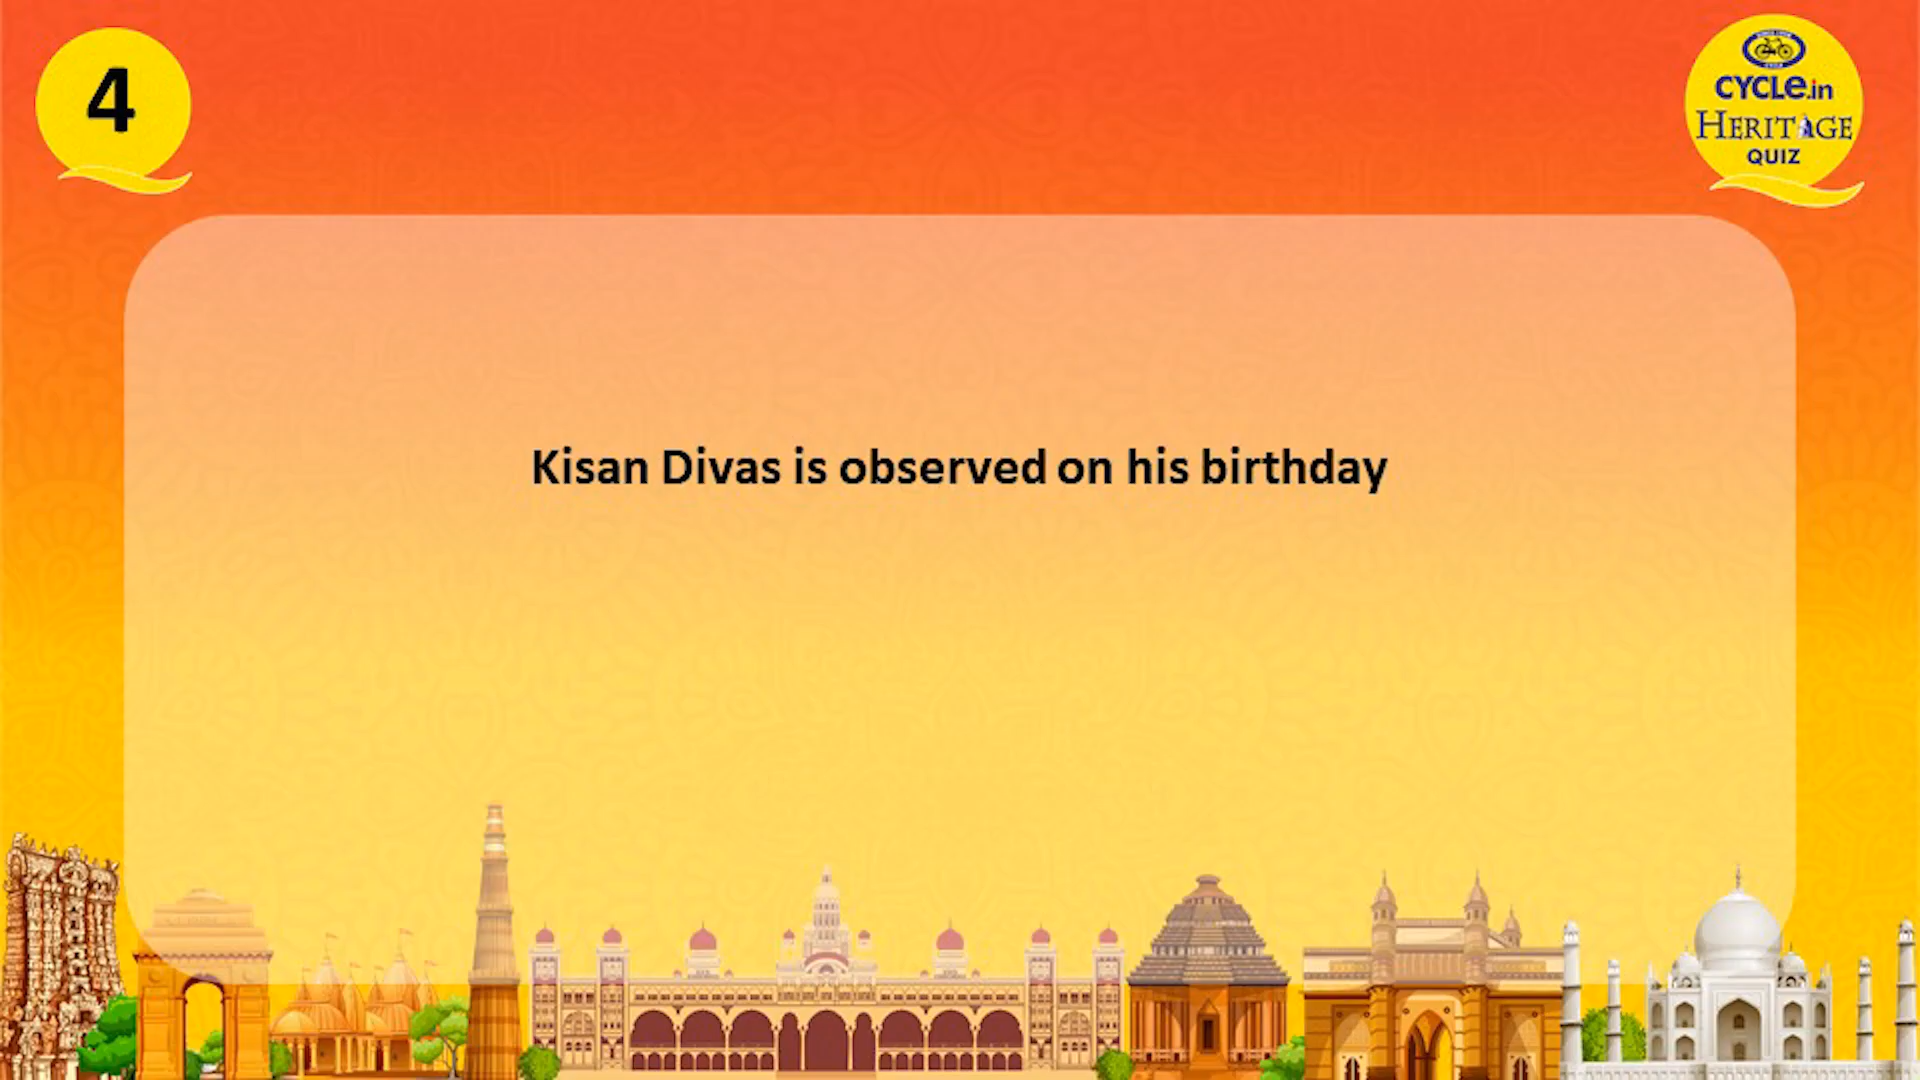 4
CYCLE.in
HERITAGE
QUIZ
Kisan Divas is observed on his birthday